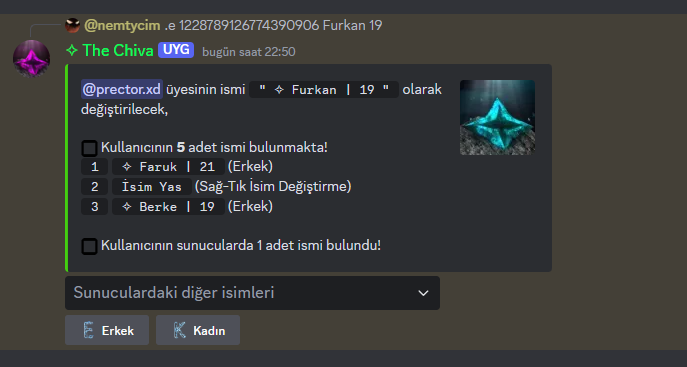 @nemtycim .e 1228789126774390906 Furkan 19
✧ The Chiva UYG bugün saat 22:50
@prector.xd üyesinin ismi " ✧ Furkan | 19 " olarak
değiştirilecek,
Kullanıcının 5 adet ismi bulunmakta!
1 ✧ Faruk | 21 (Erkek)
2 İsim Yas (Sağ-Tık İsim Değiştirme)
3 ✧ Berke | 19 (Erkek)
Kullanıcının sunucularda 1 adet ismi bulundu!
Sunuculardaki diğer isimleri
E Erkek K Kadın